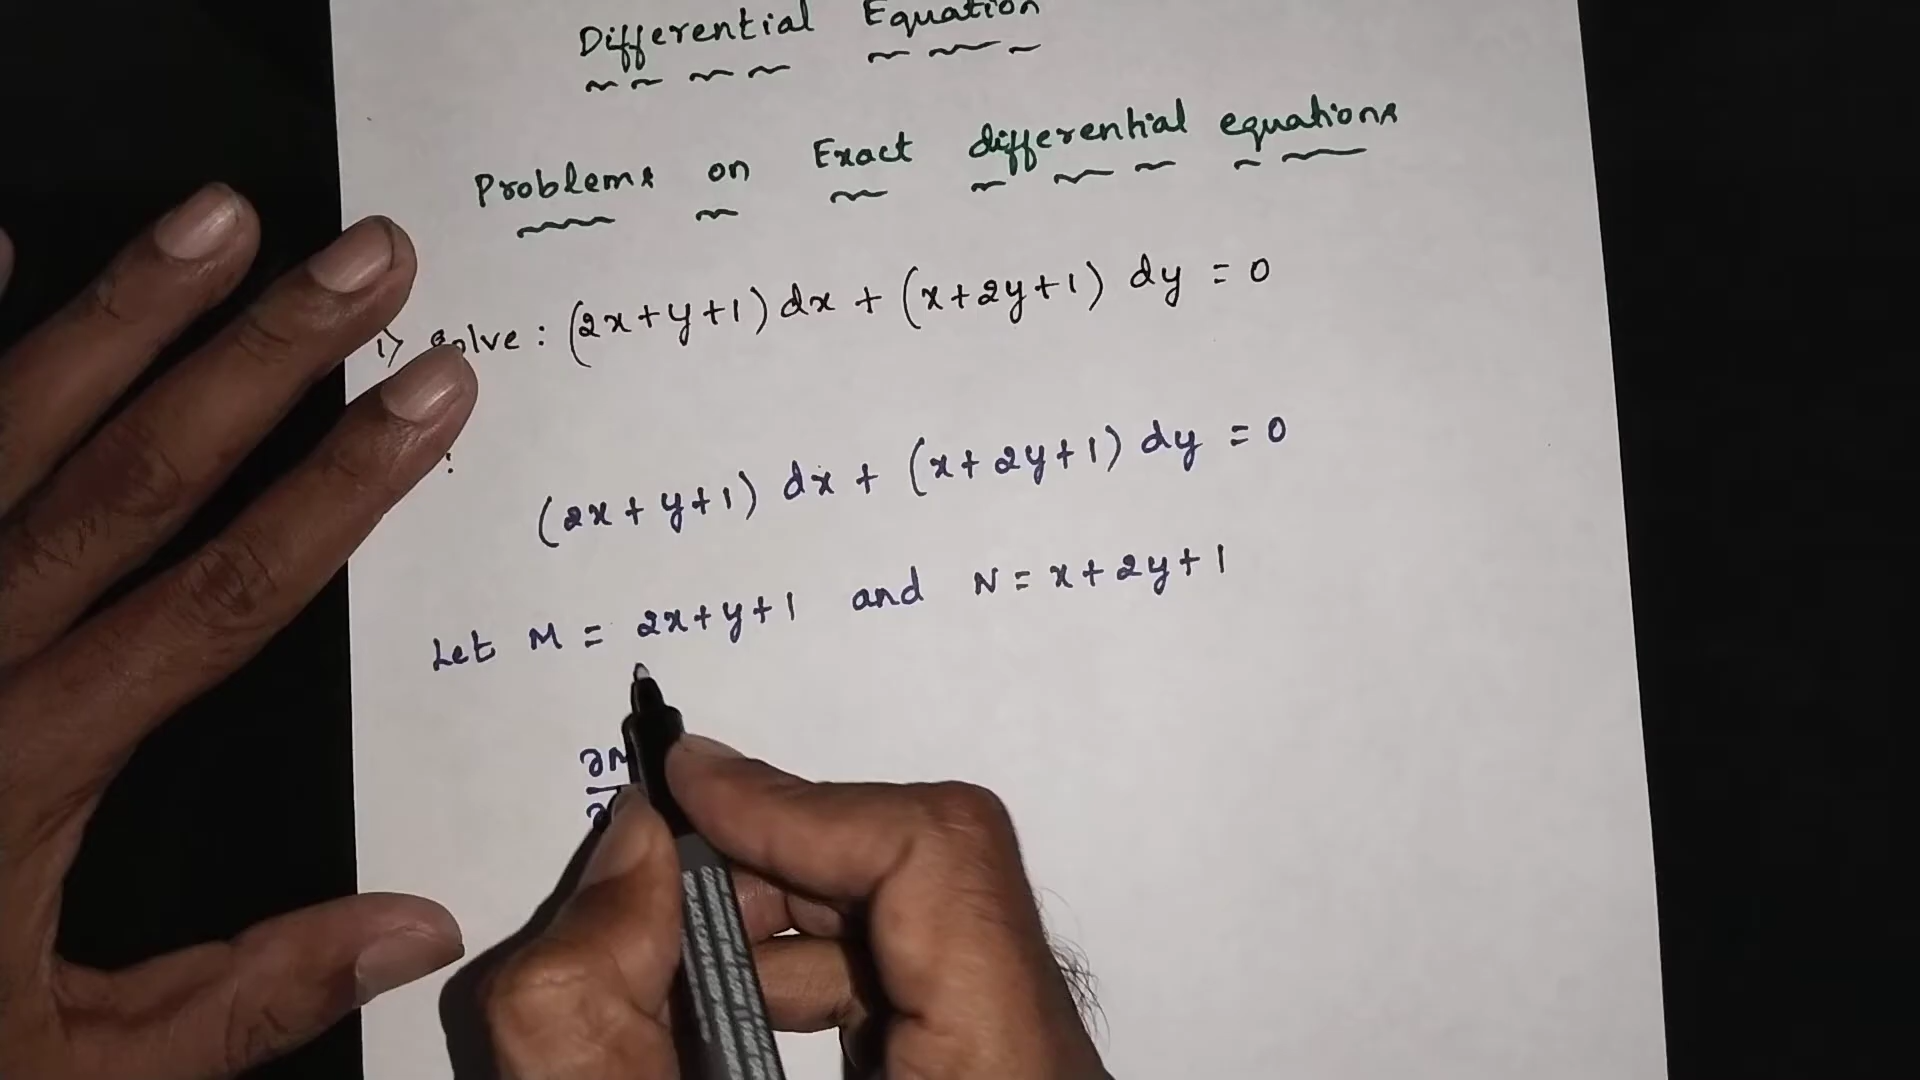 Differential Equation
Problems on Exact differential equations
1) Solve : (2x+y+1) dx + (x+2y+1) dy = 0
:
(2x+y+1) dx + (x+2y+1) dy = 0
Let M = 2x+y+1 and N = x+2y+1